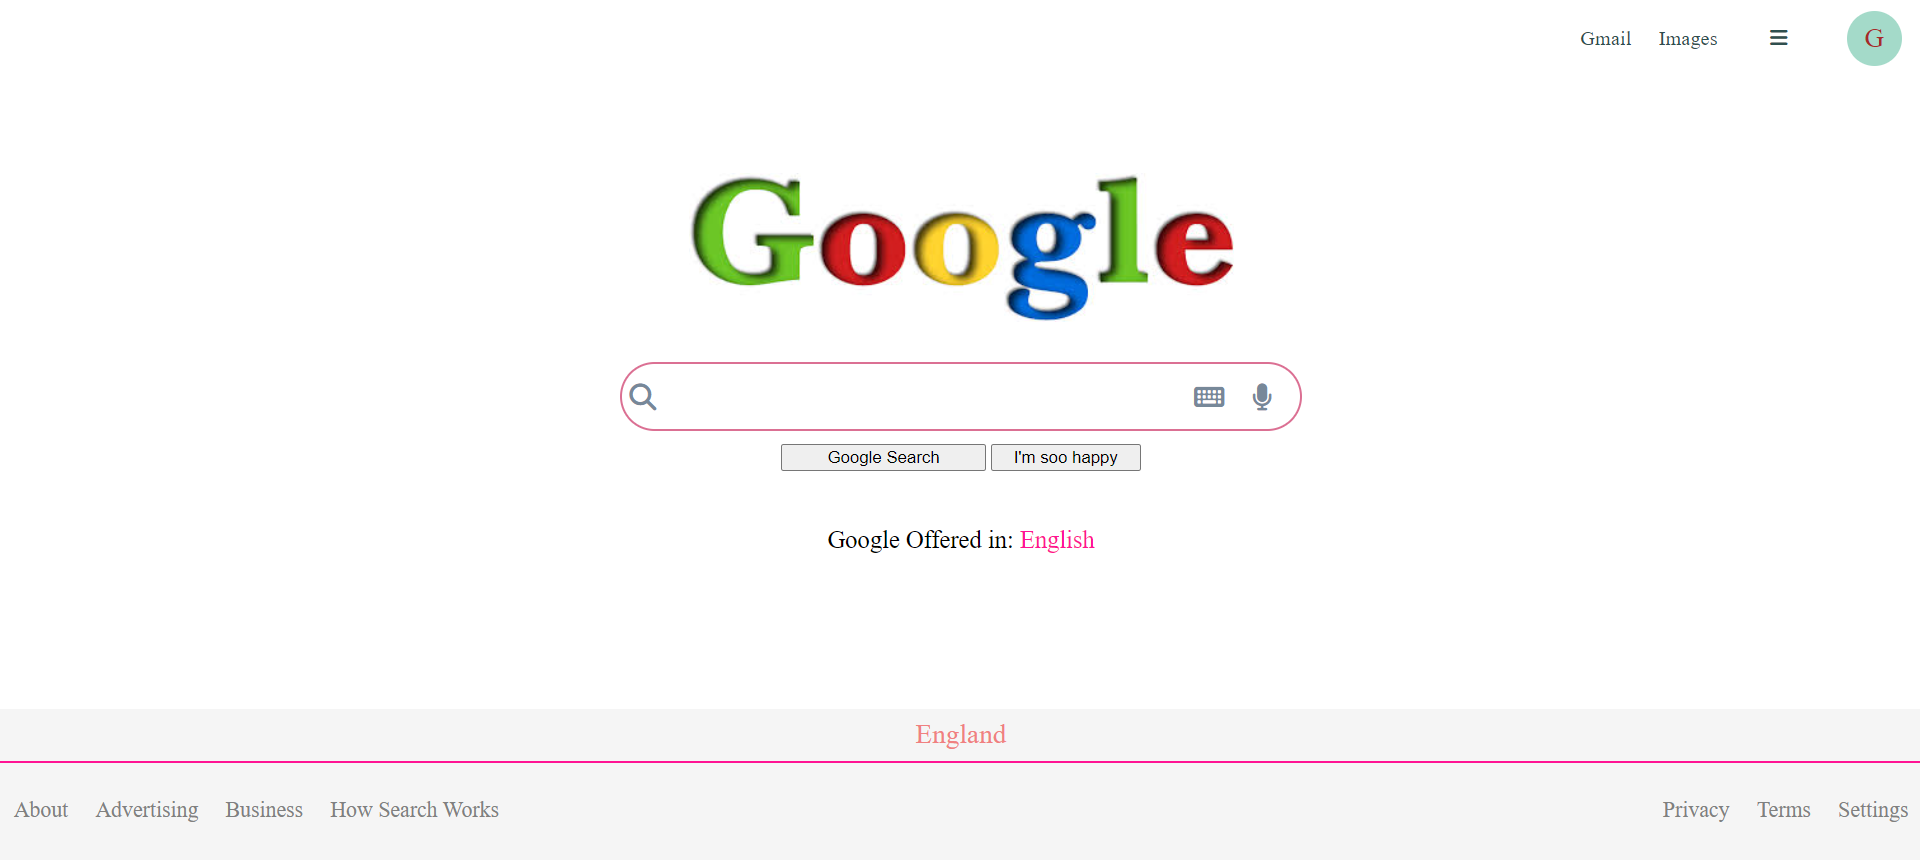 Gmail Images G
Google
Google Search I'm soo happy
Google Offered in: English
England
About Advertising Business How Search Works Privacy Terms Settings